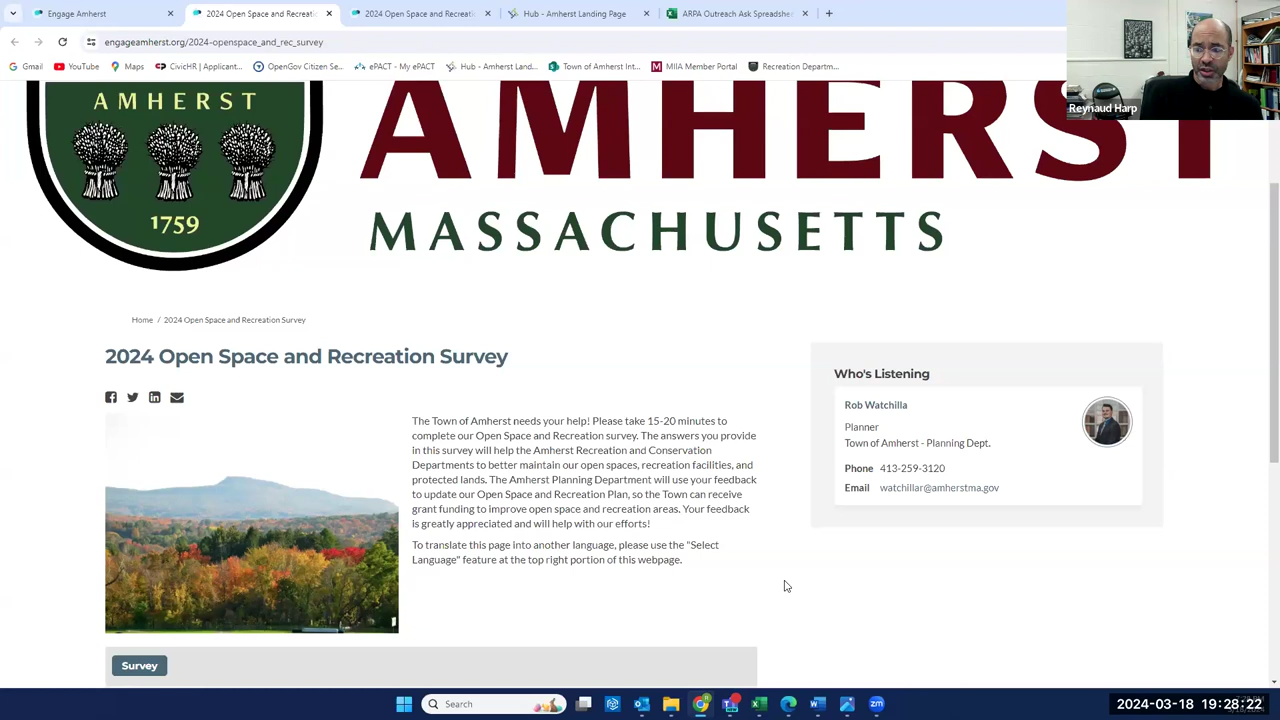 Engage Amherst
2024 Open Space and Recreati
2024 Open Space and Recreati
Hub - Amherst Landing Page
ARPA Outreach Ask Spreadshe
engageamherst.org/2024-openspace_and_rec_survey
Gmail
YouTube
Maps
CivicHR | Applicant...
OpenGov Citizen Se...
ePACT - My ePACT
Hub - Amherst Land...
Town of Amherst Int...
MIIA Member Portal
Recreation Departm...
Reynaud Harp
AMHERST
1759
AMHERST
MASSACHUSETTS
Home / 2024 Open Space and Recreation Survey
2024 Open Space and Recreation Survey
The Town of Amherst needs your help! Please take 15-20 minutes to
complete our Open Space and Recreation survey. The answers you provide
in this survey will help the Amherst Recreation and Conservation
Departments to better maintain our open spaces, recreation facilities, and
protected lands. The Amherst Planning Department will use your feedback
to update our Open Space and Recreation Plan, so the Town can receive
grant funding to improve open space and recreation areas. Your feedback
is greatly appreciated and will help with our efforts!
To translate this page into another language, please use the "Select
Language" feature at the top right portion of this webpage.
Who's Listening
Rob Watchilla
Planner
Town of Amherst - Planning Dept.
Phone 413-259-3120
Email watchillar@amherstma.gov
Survey
Search
2024-03-18 19:28:22